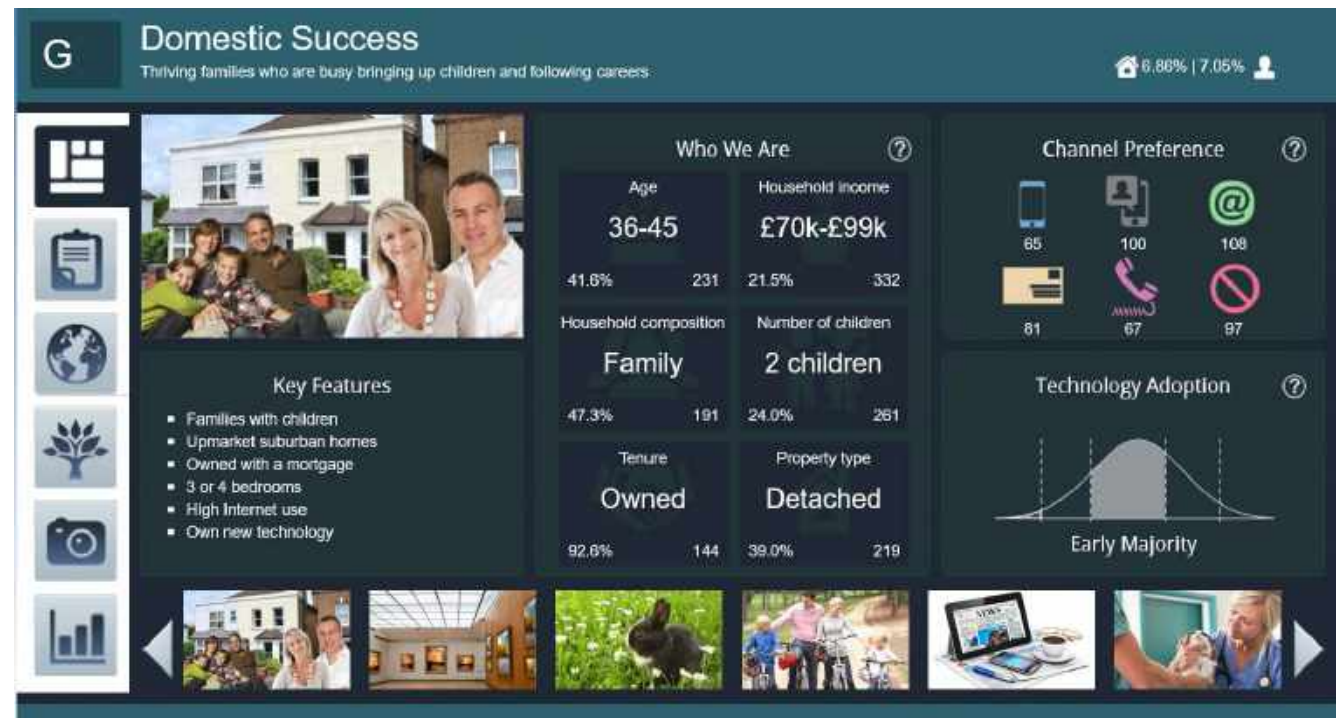 G
Domestic Success
Thriving families who are busy bringing up children and following careers
6.86% | 7.05%
Who We Are
?
Age
36-45
41.6% 231
Household income
£70k-£99k
21.5% 332
Household composition
Family
47.3% 191
Number of children
2 children
24.0% 261
Tenure
Owned
92.6% 144
Property type
Detached
39.0% 219
Channel Preference
?
65 100 108
81 67 97
Key Features
Families with children
Upmarket suburban homes
Owned with a mortgage
3 or 4 bedrooms
High Internet use
Own new technology
Technology Adoption
?
Early Majority
NEWS